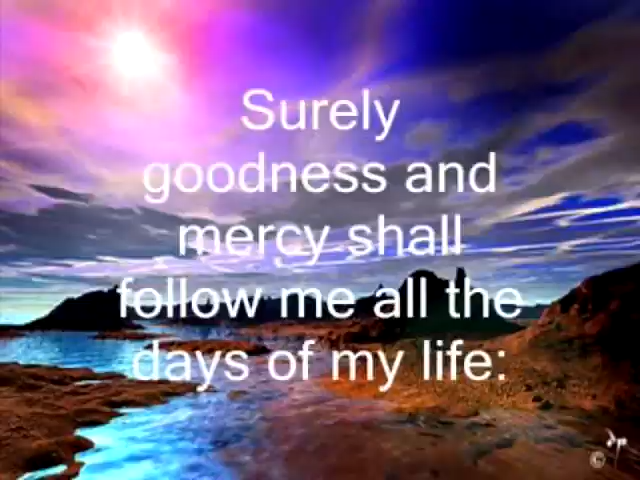 Surely
goodness and
mercy shall
follow me all the
days of my life:
©